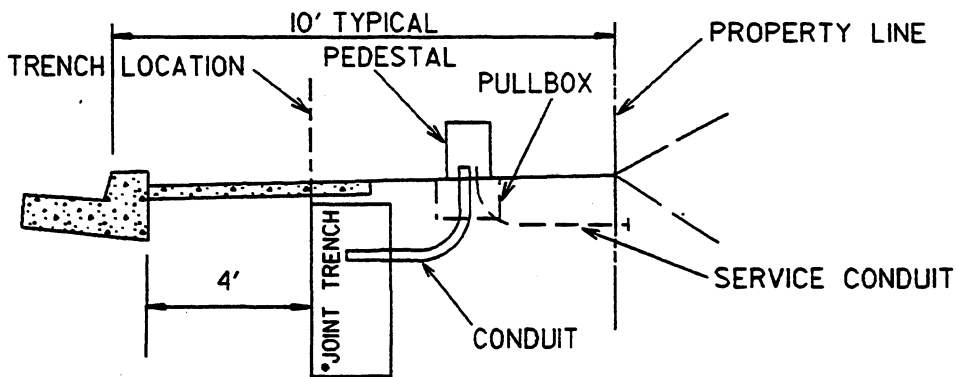 10' TYPICAL
PROPERTY LINE
TRENCH LOCATION
PEDESTAL
PULLBOX
4'
JOINT TRENCH
SERVICE CONDUIT
CONDUIT